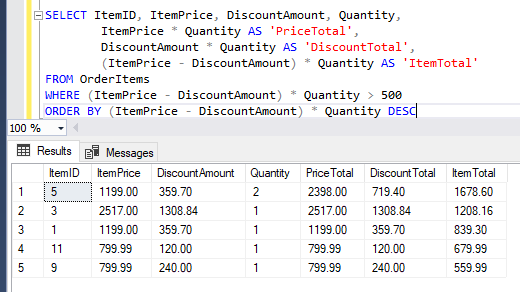 SELECT ItemID, ItemPrice, DiscountAmount, Quantity,
ItemPrice * Quantity AS 'PriceTotal',
DiscountAmount * Quantity AS 'DiscountTotal',
(ItemPrice - DiscountAmount) * Quantity AS 'ItemTotal'
FROM OrderItems
WHERE (ItemPrice - DiscountAmount) * Quantity > 500
ORDER BY (ItemPrice - DiscountAmount) * Quantity DESC
100 %
Results Messages
ItemID ItemPrice DiscountAmount Quantity PriceTotal DiscountTotal ItemTotal
1 5 1199.00 359.70 2 2398.00 719.40 1678.60
2 3 2517.00 1308.84 1 2517.00 1308.84 1208.16
3 1 1199.00 359.70 1 1199.00 359.70 839.30
4 11 799.99 120.00 1 799.99 120.00 679.99
5 9 799.99 240.00 1 799.99 240.00 559.99